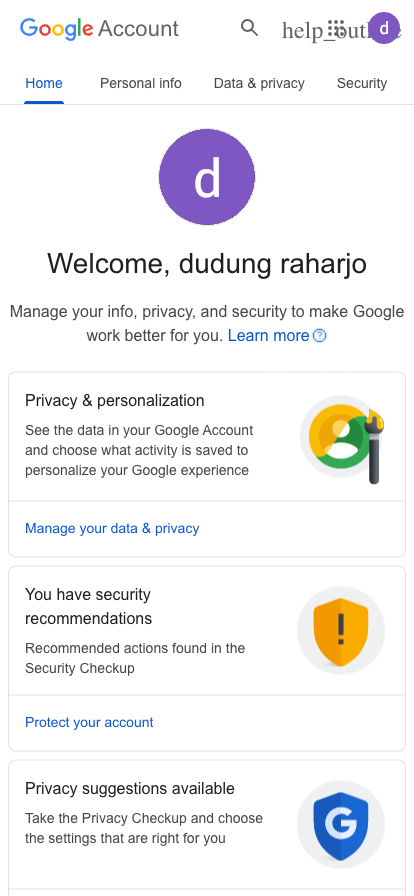 Google Account
help_outline
d
Home
Personal info
Data & privacy
Security
d
Welcome, dudung raharjo
Manage your info, privacy, and security to make Google
work better for you. Learn more
Privacy & personalization
See the data in your Google Account
and choose what activity is saved to
personalize your Google experience
Manage your data & privacy
You have security
recommendations
Recommended actions found in the
Security Checkup
Protect your account
Privacy suggestions available
Take the Privacy Checkup and choose
the settings that are right for you
G